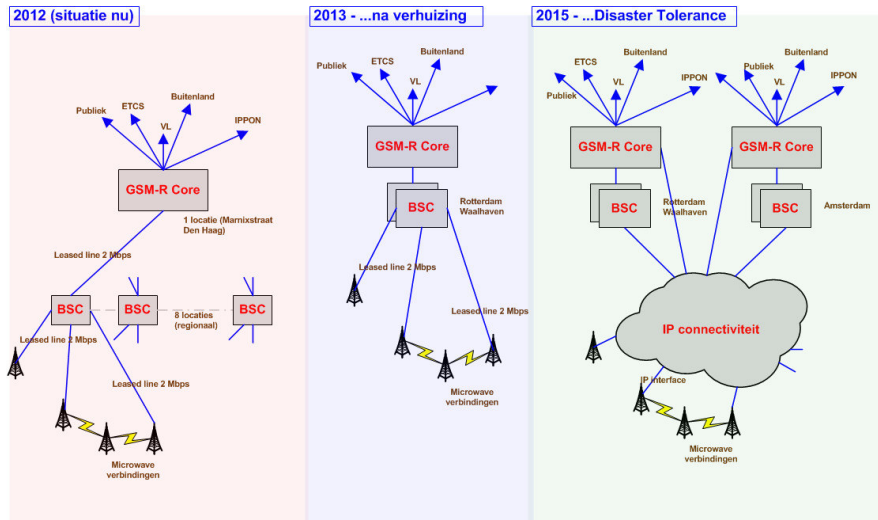 2012 (situatie nu)
Publiek
ETCS
VL
Buitenland
IPPON
GSM-R Core
1 locatie (Marnixstraat
Den Haag)
Leased line 2 Mbps
BSC
BSC
BSC
8 locaties
(regionaal)
Leased line 2 Mbps
Leased line 2 Mbps
Microwave
verbindingen
2013 - ...na verhuizing
Publiek
ETCS
VL
Buitenland
GSM-R Core
BSC
Rotterdam
Waalhaven
Leased line 2 Mbps
Leased line 2 Mbps
Microwave
verbindingen
2015 - ...Disaster Tolerance
Publiek
ETCS
VL
Buitenland
IPPON
Publiek
ETCS
VL
Buitenland
IPPON
GSM-R Core
GSM-R Core
BSC
Rotterdam
Waalhaven
BSC
Amsterdam
IP connectiviteit
IP interface
Microwave
verbindingen